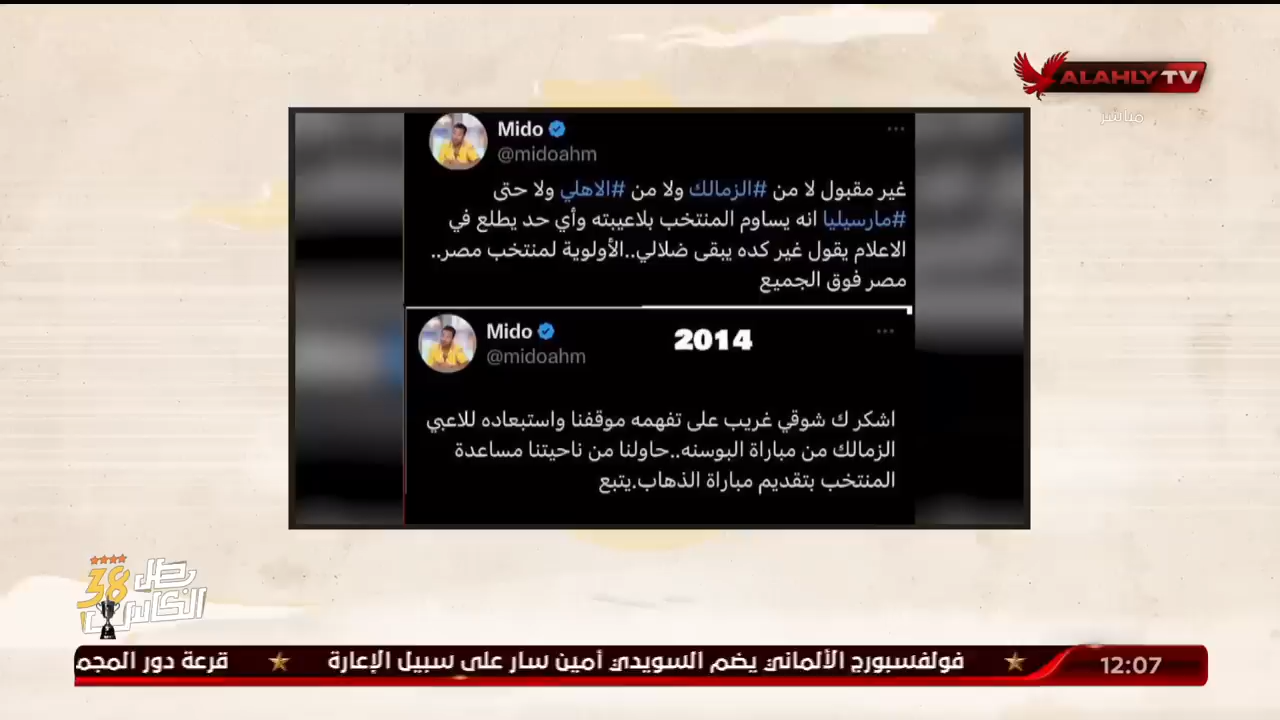 ALAHLY TV
مباشر
Mido
@midoahm
غير مقبول لا من #الزمالك ولا من #الاهلي ولا حتى
#مارسيليا انه يساوم المنتخب بلاعيبته وأي حد يطلع في
الاعلام يقول غير كده يبقى ضلالي..الأولوية لمنتخب مصر..
مصر فوق الجميع
Mido
2014
@midoahm
اشكر ك شوقي غريب على تفهمه موقفنا واستبعاده للاعبي
الزمالك من مباراة البوسنه..حاولنا من ناحيتنا مساعدة
المنتخب بتقديم مباراة الذهاب.يتبع
بطل
38
الكاس
12:07
فولفسبورج الألماني يضم السويدي أمين سار على سبيل الإعارة
قرعة دور المجم